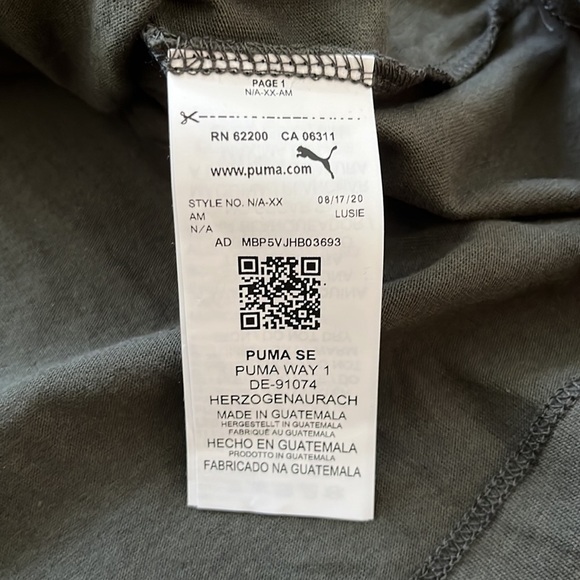 PAGE 1
N/A-XX-AM
RN 62200 CA 06311
www.puma.com
STYLE NO. N/A-XX 08/17/20
AM LUSIE
N/A
AD MBP5VJHB03693
PUMA SE
PUMA WAY 1
DE-91074
HERZOGENAURACH
MADE IN GUATEMALA
HERGESTELLT IN GUATEMALA
FABRIQUÉ AU GUATEMALA
HECHO EN GUATEMALA
PRODOTTO IN GUATEMALA
FABRICADO NA GUATEMALA